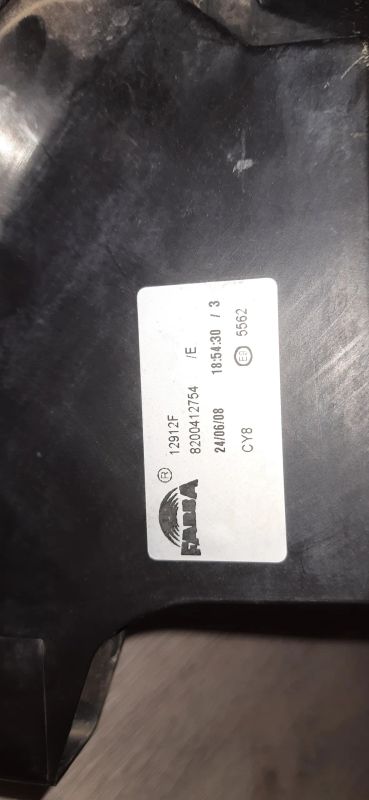 FARBA ®
12912F
8200412754 /E
24/06/08 18:54:30 / 3
CY8 E9 5562